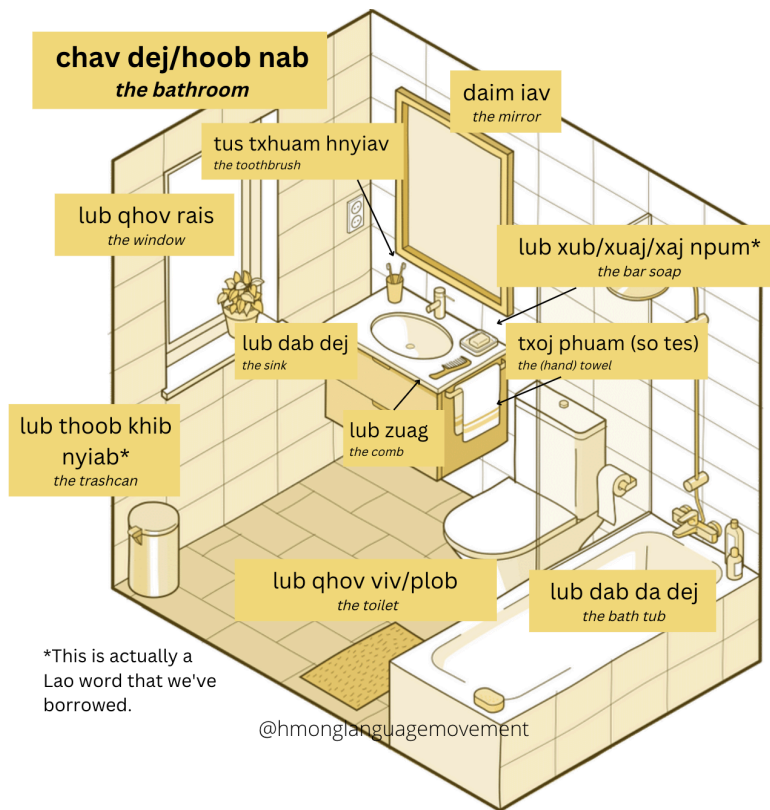 chav dej/hoob nab
the bathroom
daim iav
the mirror
tus txhuam hnyiav
the toothbrush
lub qhov rais
the window
lub xub/xuaj/xaj npum*
the bar soap
lub dab dej
the sink
txoj phuam (so tes)
the (hand) towel
lub zuag
the comb
lub thoob khib
nyiab*
the trashcan
lub qhov viv/plob
the toilet
lub dab da dej
the bath tub
*This is actually a
Lao word that we've
borrowed.
@hmonglanguagemovement